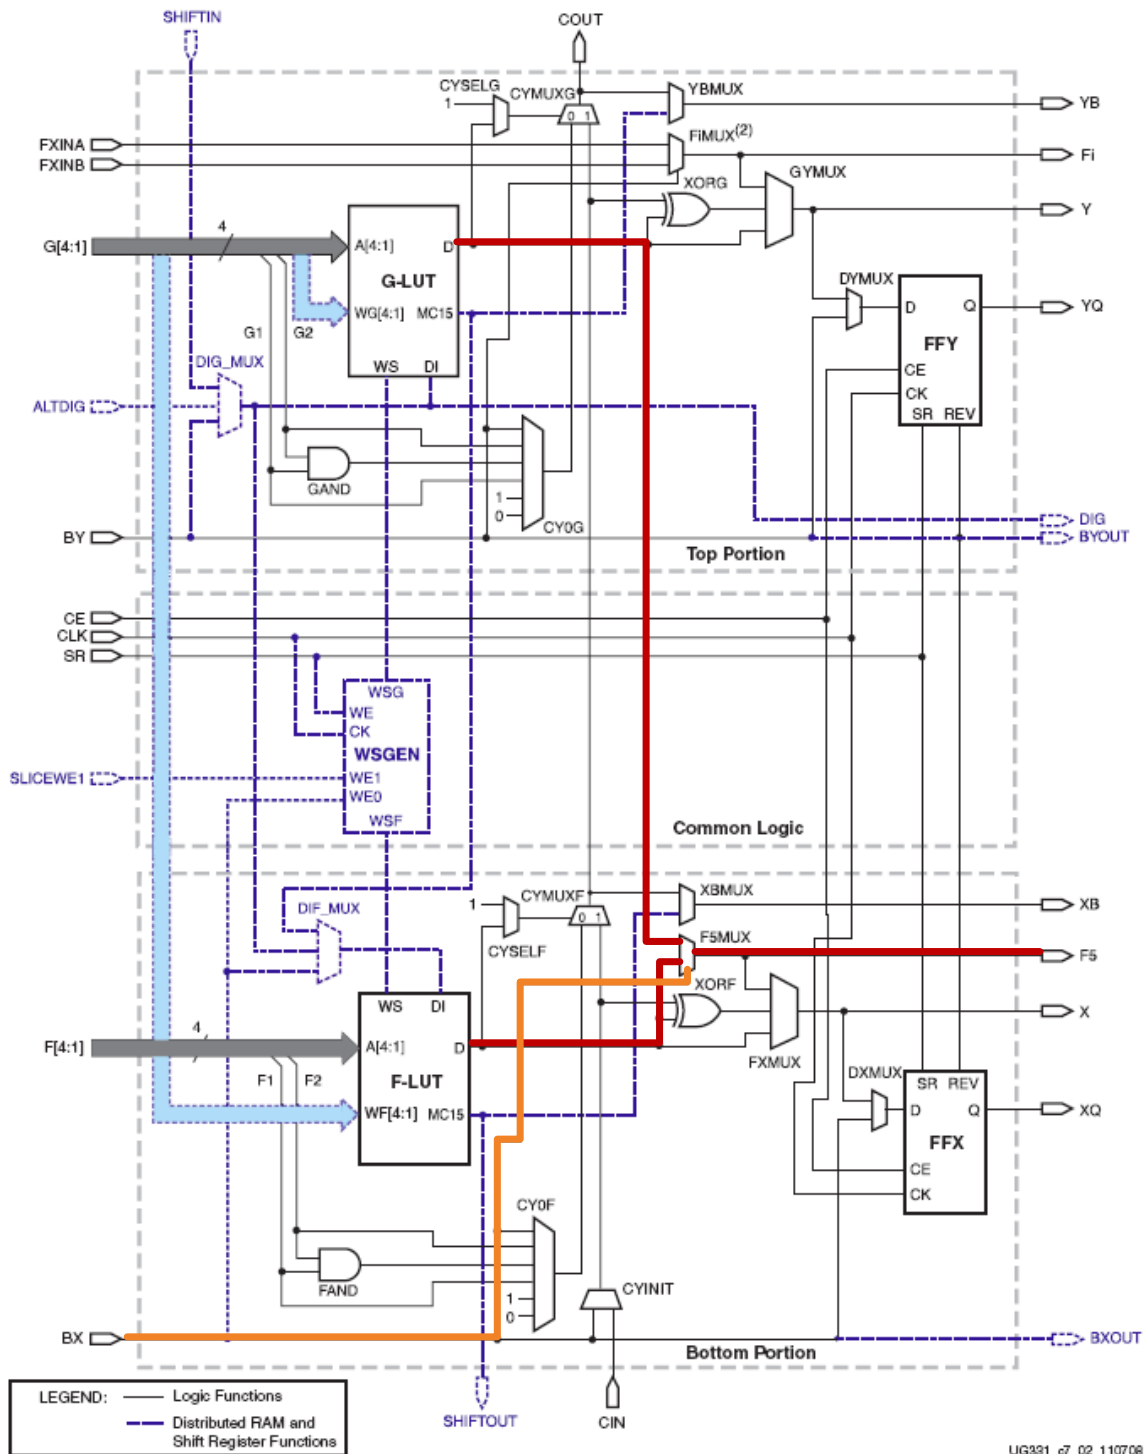 SHIFTIN
COUT
CYSELG
CYMUXG
YBMUX
1
0 1
YB
FXINA
FXINB
FiMUX(2)
Fi
GYMUX
XORG
Y
4
G[4:1]
A[4:1]
D
G-LUT
WG[4:1]
MC15
WS
DI
G1
G2
DYMUX
D
Q
YQ
FFY
CE
CK
SR REV
DIG_MUX
ALTDIG
GAND
1
0
CY0G
BY
DIG
BYOUT
Top Portion
CE
CLK
SR
WSG
WE
CK
WSGEN
SLICEWE1
WE1
WE0
WSF
Common Logic
DIF_MUX
1
CYMUXF
0 1
XBMUX
XB
CYSELF
F5MUX
F5
XORF
X
FXMUX
4
F[4:1]
WS
DI
A[4:1]
D
F-LUT
WF[4:1]
MC15
F1
F2
DXMUX
SR REV
D
Q
XQ
FFX
CE
CK
CY0F
FAND
1
0
CYINIT
BX
BXOUT
Bottom Portion
LEGEND:
Logic Functions
Distributed RAM and
Shift Register Functions
SHIFTOUT
CIN
UG331_c7_02_110708